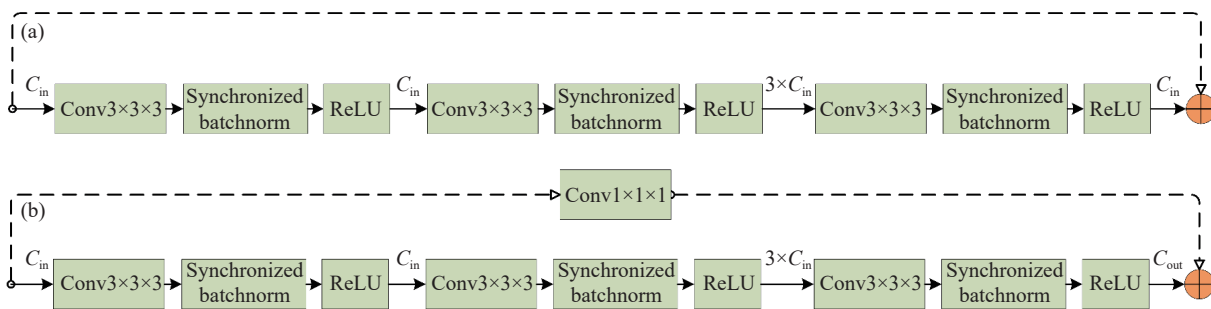 (a)
C_in Conv3×3×3 Synchronized batchnorm ReLU C_in Conv3×3×3 Synchronized batchnorm ReLU 3×C_in Conv3×3×3 Synchronized batchnorm ReLU C_in
Conv1×1×1
(b)
C_in Conv3×3×3 Synchronized batchnorm ReLU C_in Conv3×3×3 Synchronized batchnorm ReLU 3×C_in Conv3×3×3 Synchronized batchnorm ReLU C_out